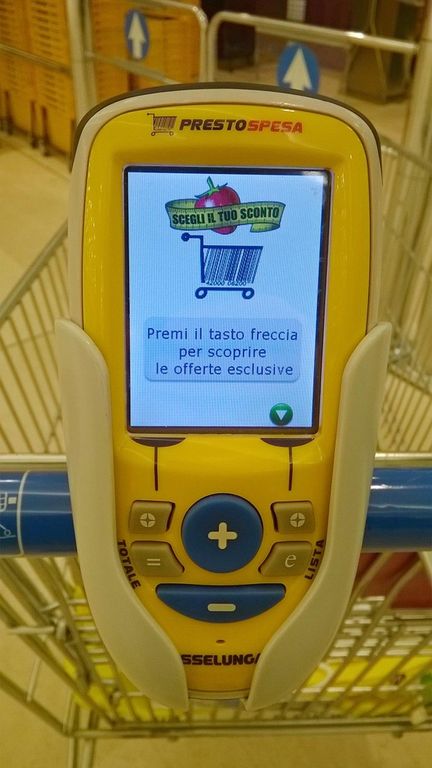 PRESTOSPESA
SCEGLI IL TUO SCONTO
Premi il tasto freccia
per scoprire
le offerte esclusive
+
= e
TOTALE LISTA
-
SSELUNGA